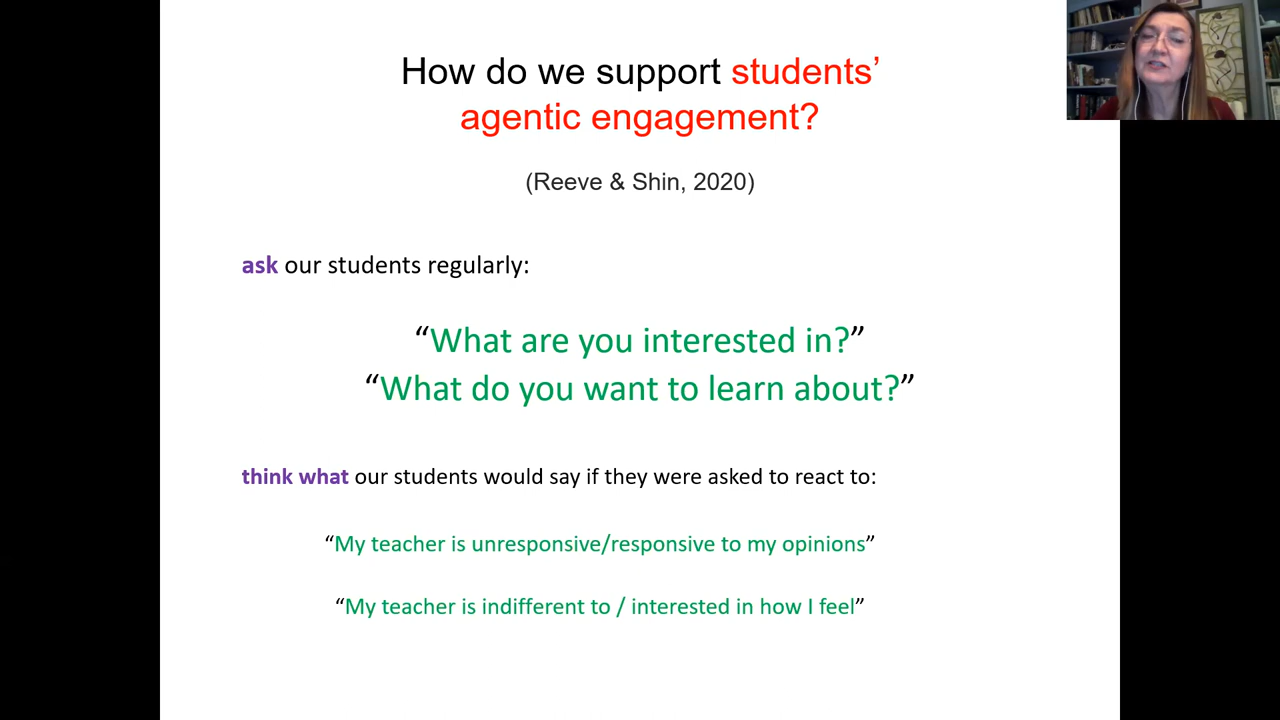 How do we support students’
agentic engagement?
(Reeve & Shin, 2020)
ask our students regularly:
“What are you interested in?”
“What do you want to learn about?”
think what our students would say if they were asked to react to:
“My teacher is unresponsive/responsive to my opinions”
“My teacher is indifferent to / interested in how I feel”